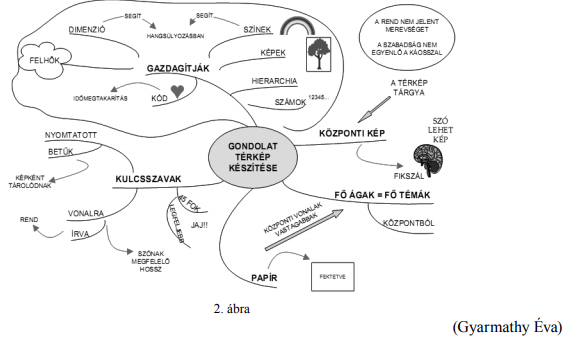 DIMENZIÓ
SEGÍT
SEGÍT
HANGSÚLYOZÁSBAN
SZÍNEK
FELHŐK
GAZDAGÍTJÁK
KÉPEK
HIERARCHIA
IDŐMEGTAKARÍTÁS
KÓD
SZÁMOK
12345..
A REND NEM JELENT
MEREVSÉGET
A SZABADSÁG NEM
EGYENLŐ A KÁOSSZAL
A TÉRKÉP
TÁRGYA
KÖZPONTI KÉP
SZÓ
LEHET
KÉP
FIKSZÁL
GONDOLAT
TÉRKÉP
KÉSZÍTÉSE
NYOMTATOTT
BETŰK
KÉPKÉNT
TÁROLÓDNAK
KULCSSZAVAK
VONALRA
ÍRVA
REND
SZÓNAK
MEGFELELŐ
HOSSZ
45 FOK
LEGFELJEBB
JAJ!!
FŐ ÁGAK = FŐ TÉMÁK
KÖZPONTBÓL
KÖZPONTI VONALAK
VASTAGABBAK
PAPÍR
FEKTETVE
2. ábra
(Gyarmathy Éva)